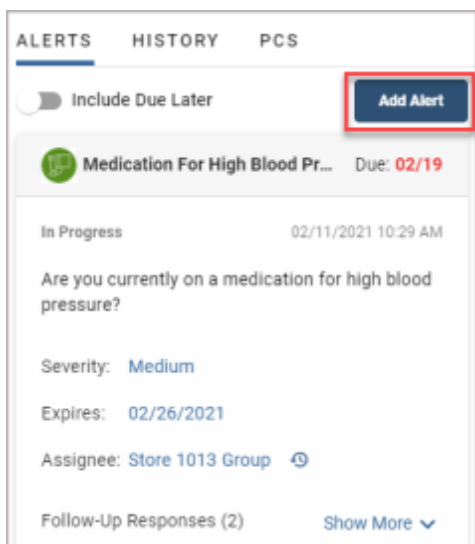 ALERTS HISTORY PCS
Include Due Later Add Alert
Medication For High Blood Pr... Due: 02/19
In Progress 02/11/2021 10:29 AM
Are you currently on a medication for high blood
pressure?
Severity: Medium
Expires: 02/26/2021
Assignee: Store 1013 Group
Follow-Up Responses (2) Show More